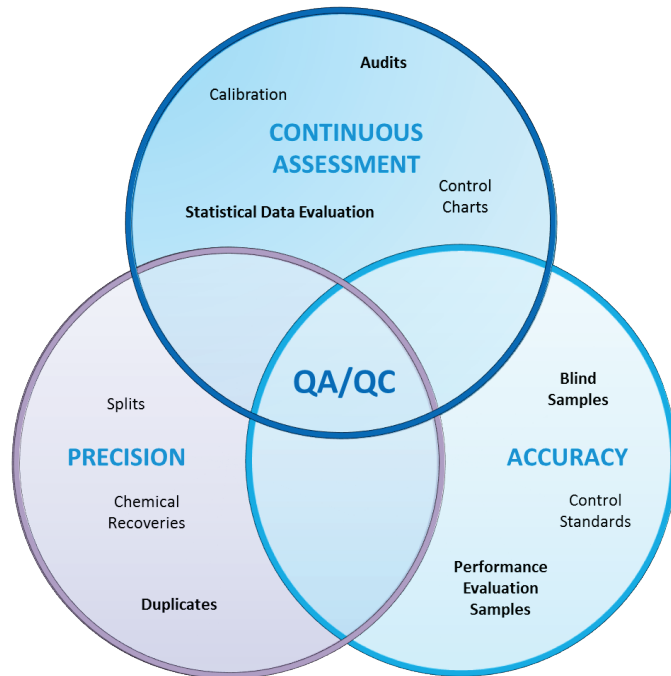 Audits
Calibration
CONTINUOUS
ASSESSMENT
Control
Charts
Statistical Data Evaluation
QA/QC
Splits
PRECISION
Chemical
Recoveries
Duplicates
Blind
Samples
ACCURACY
Control
Standards
Performance
Evaluation
Samples